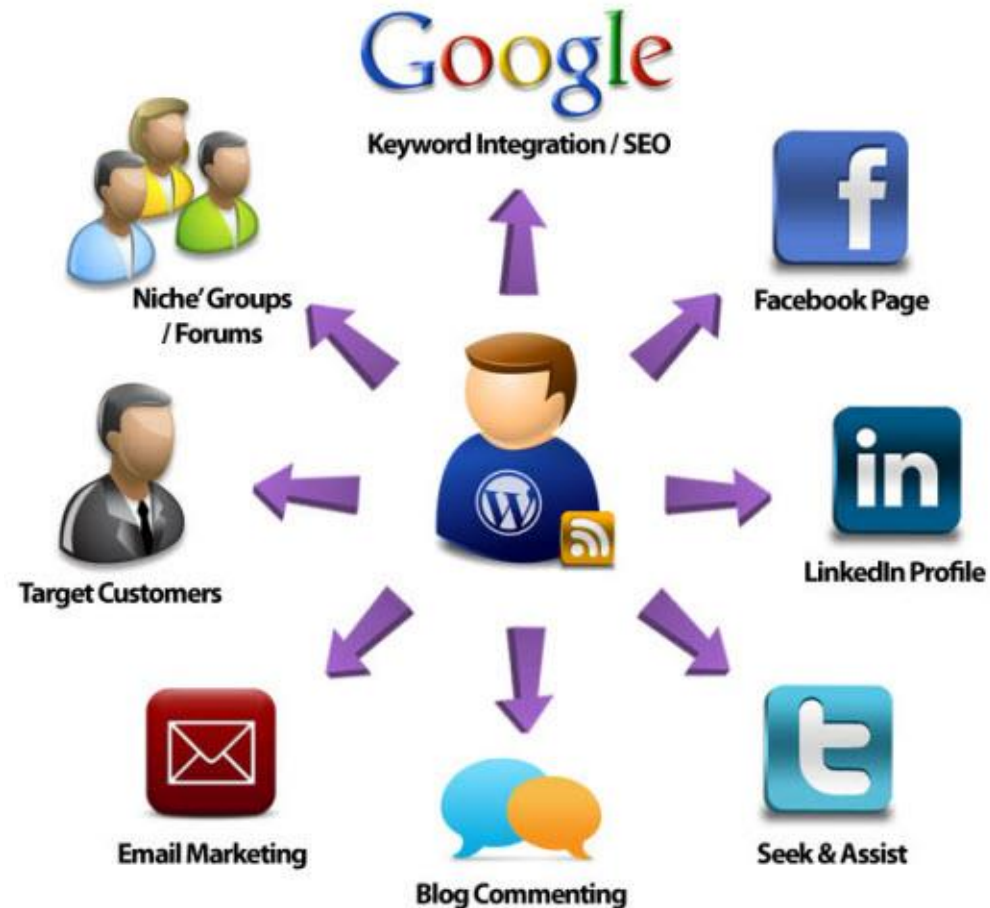 Google
Keyword Integration / SEO
f
Facebook Page
Niche' Groups
/ Forums
W
in
LinkedIn Profile
Target Customers
t
Seek & Assist
Email Marketing
Blog Commenting